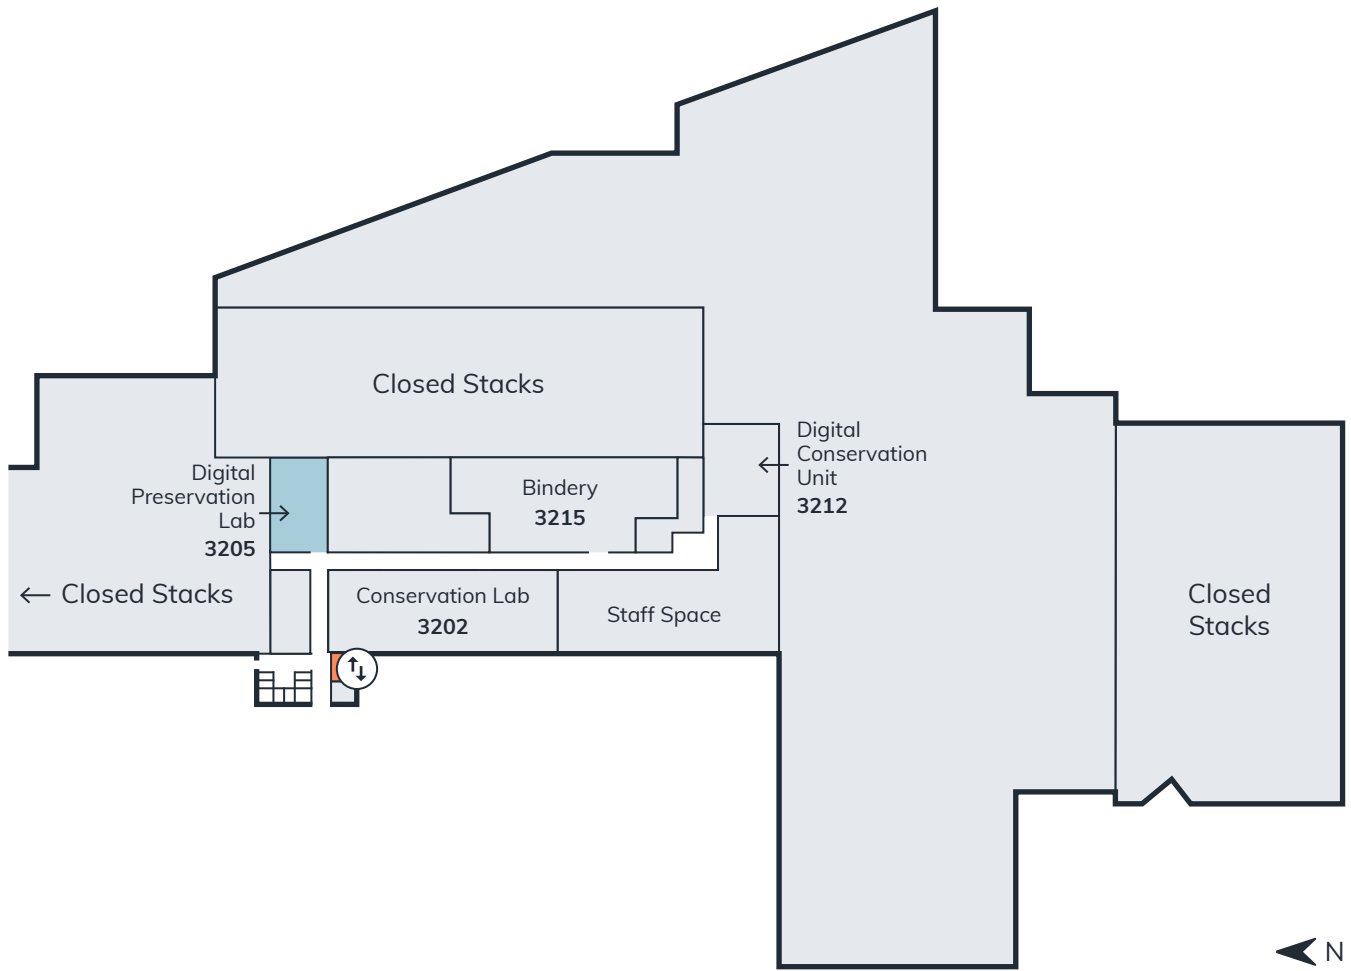 Closed Stacks
Digital
Conservation
Unit
3212
Digital
Preservation
Lab
3205
Bindery
3215
Closed Stacks
Conservation Lab
3202
Staff Space
Closed
Stacks
N